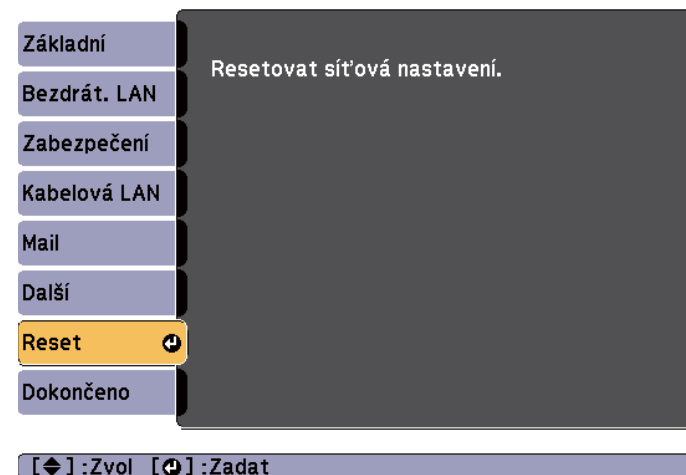 Základní
Bezdrát. LAN
Zabezpečení
Kabelová LAN
Mail
Další
Reset
Dokončeno
Resetovat síťová nastavení.
[◆] :Zvol [⏎] :Zadat